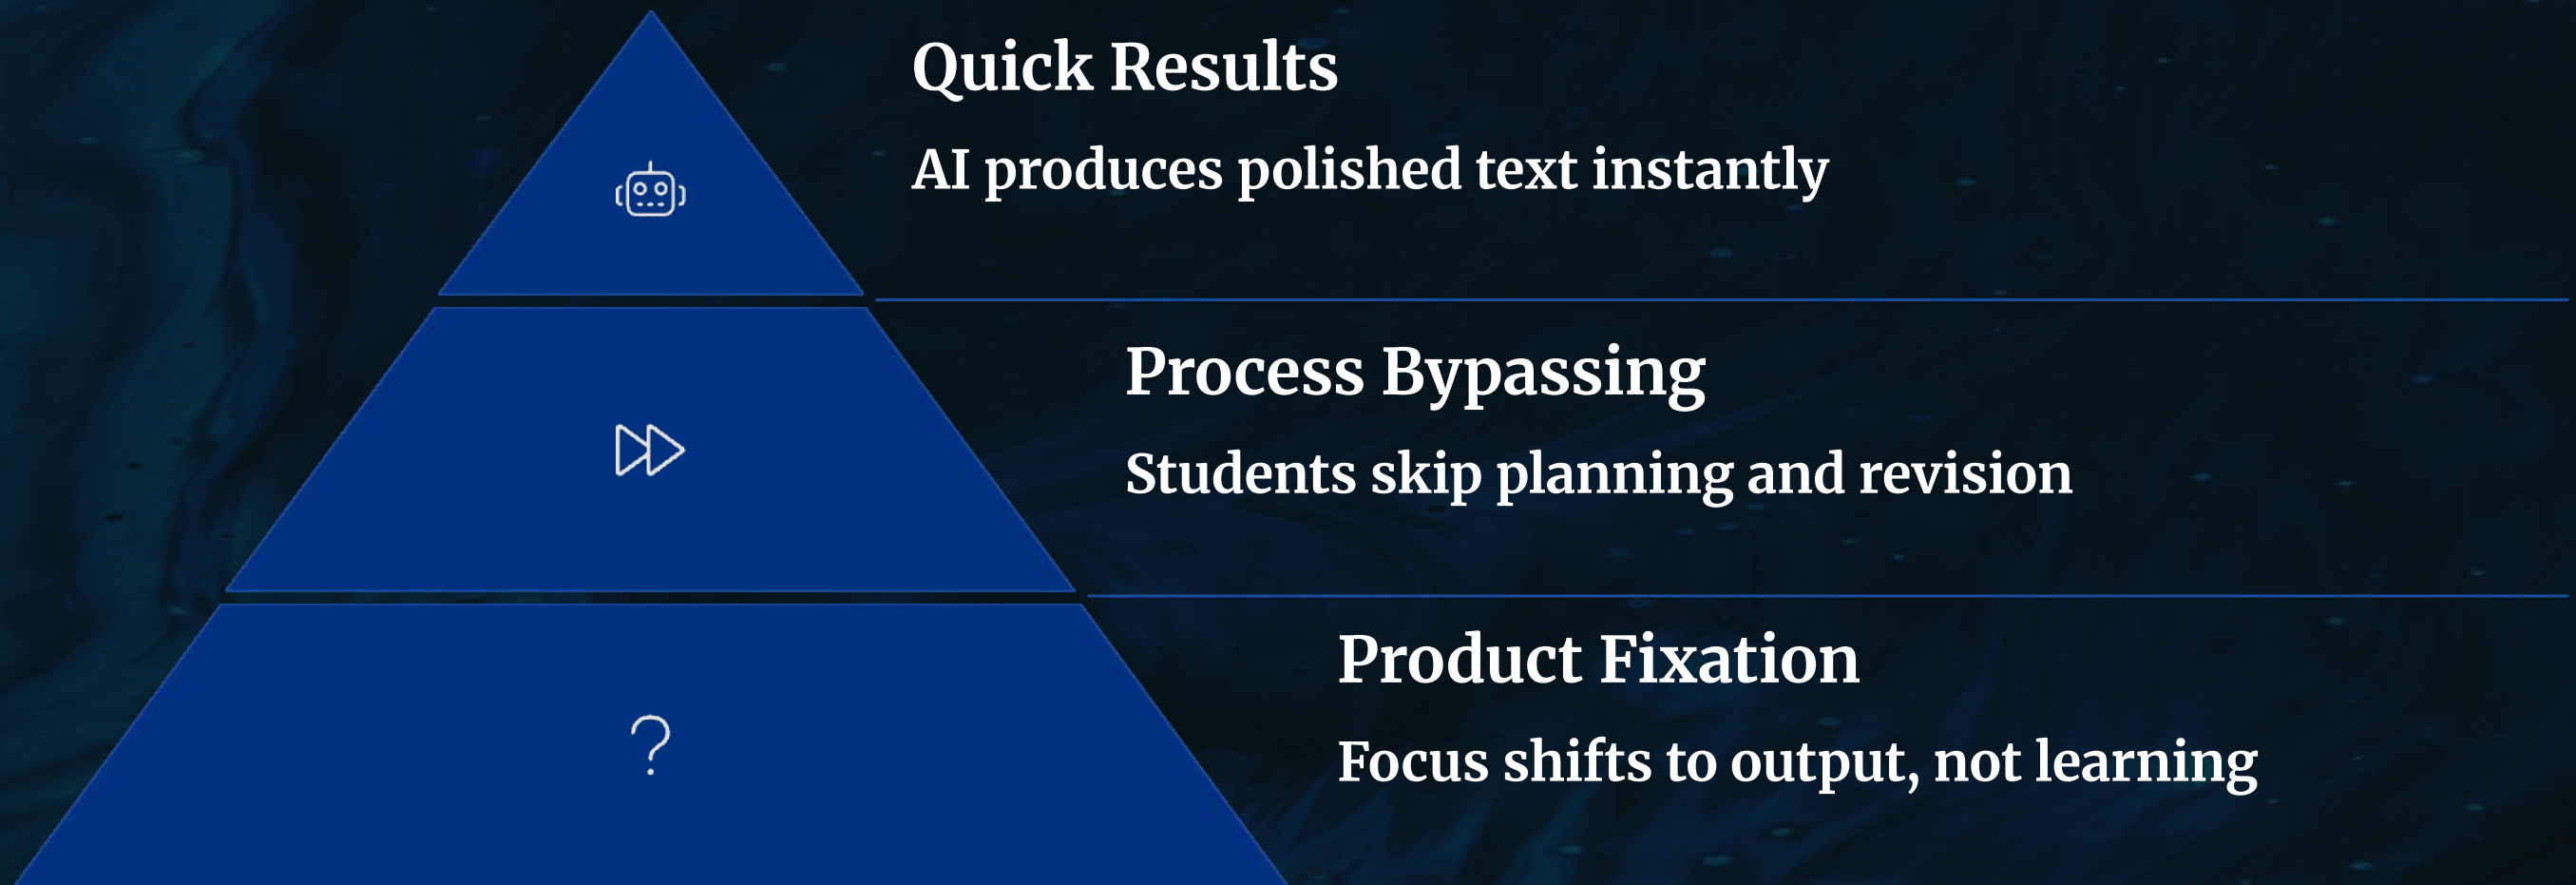 Quick Results
AI produces polished text instantly
Process Bypassing
Students skip planning and revision
Product Fixation
Focus shifts to output, not learning
?